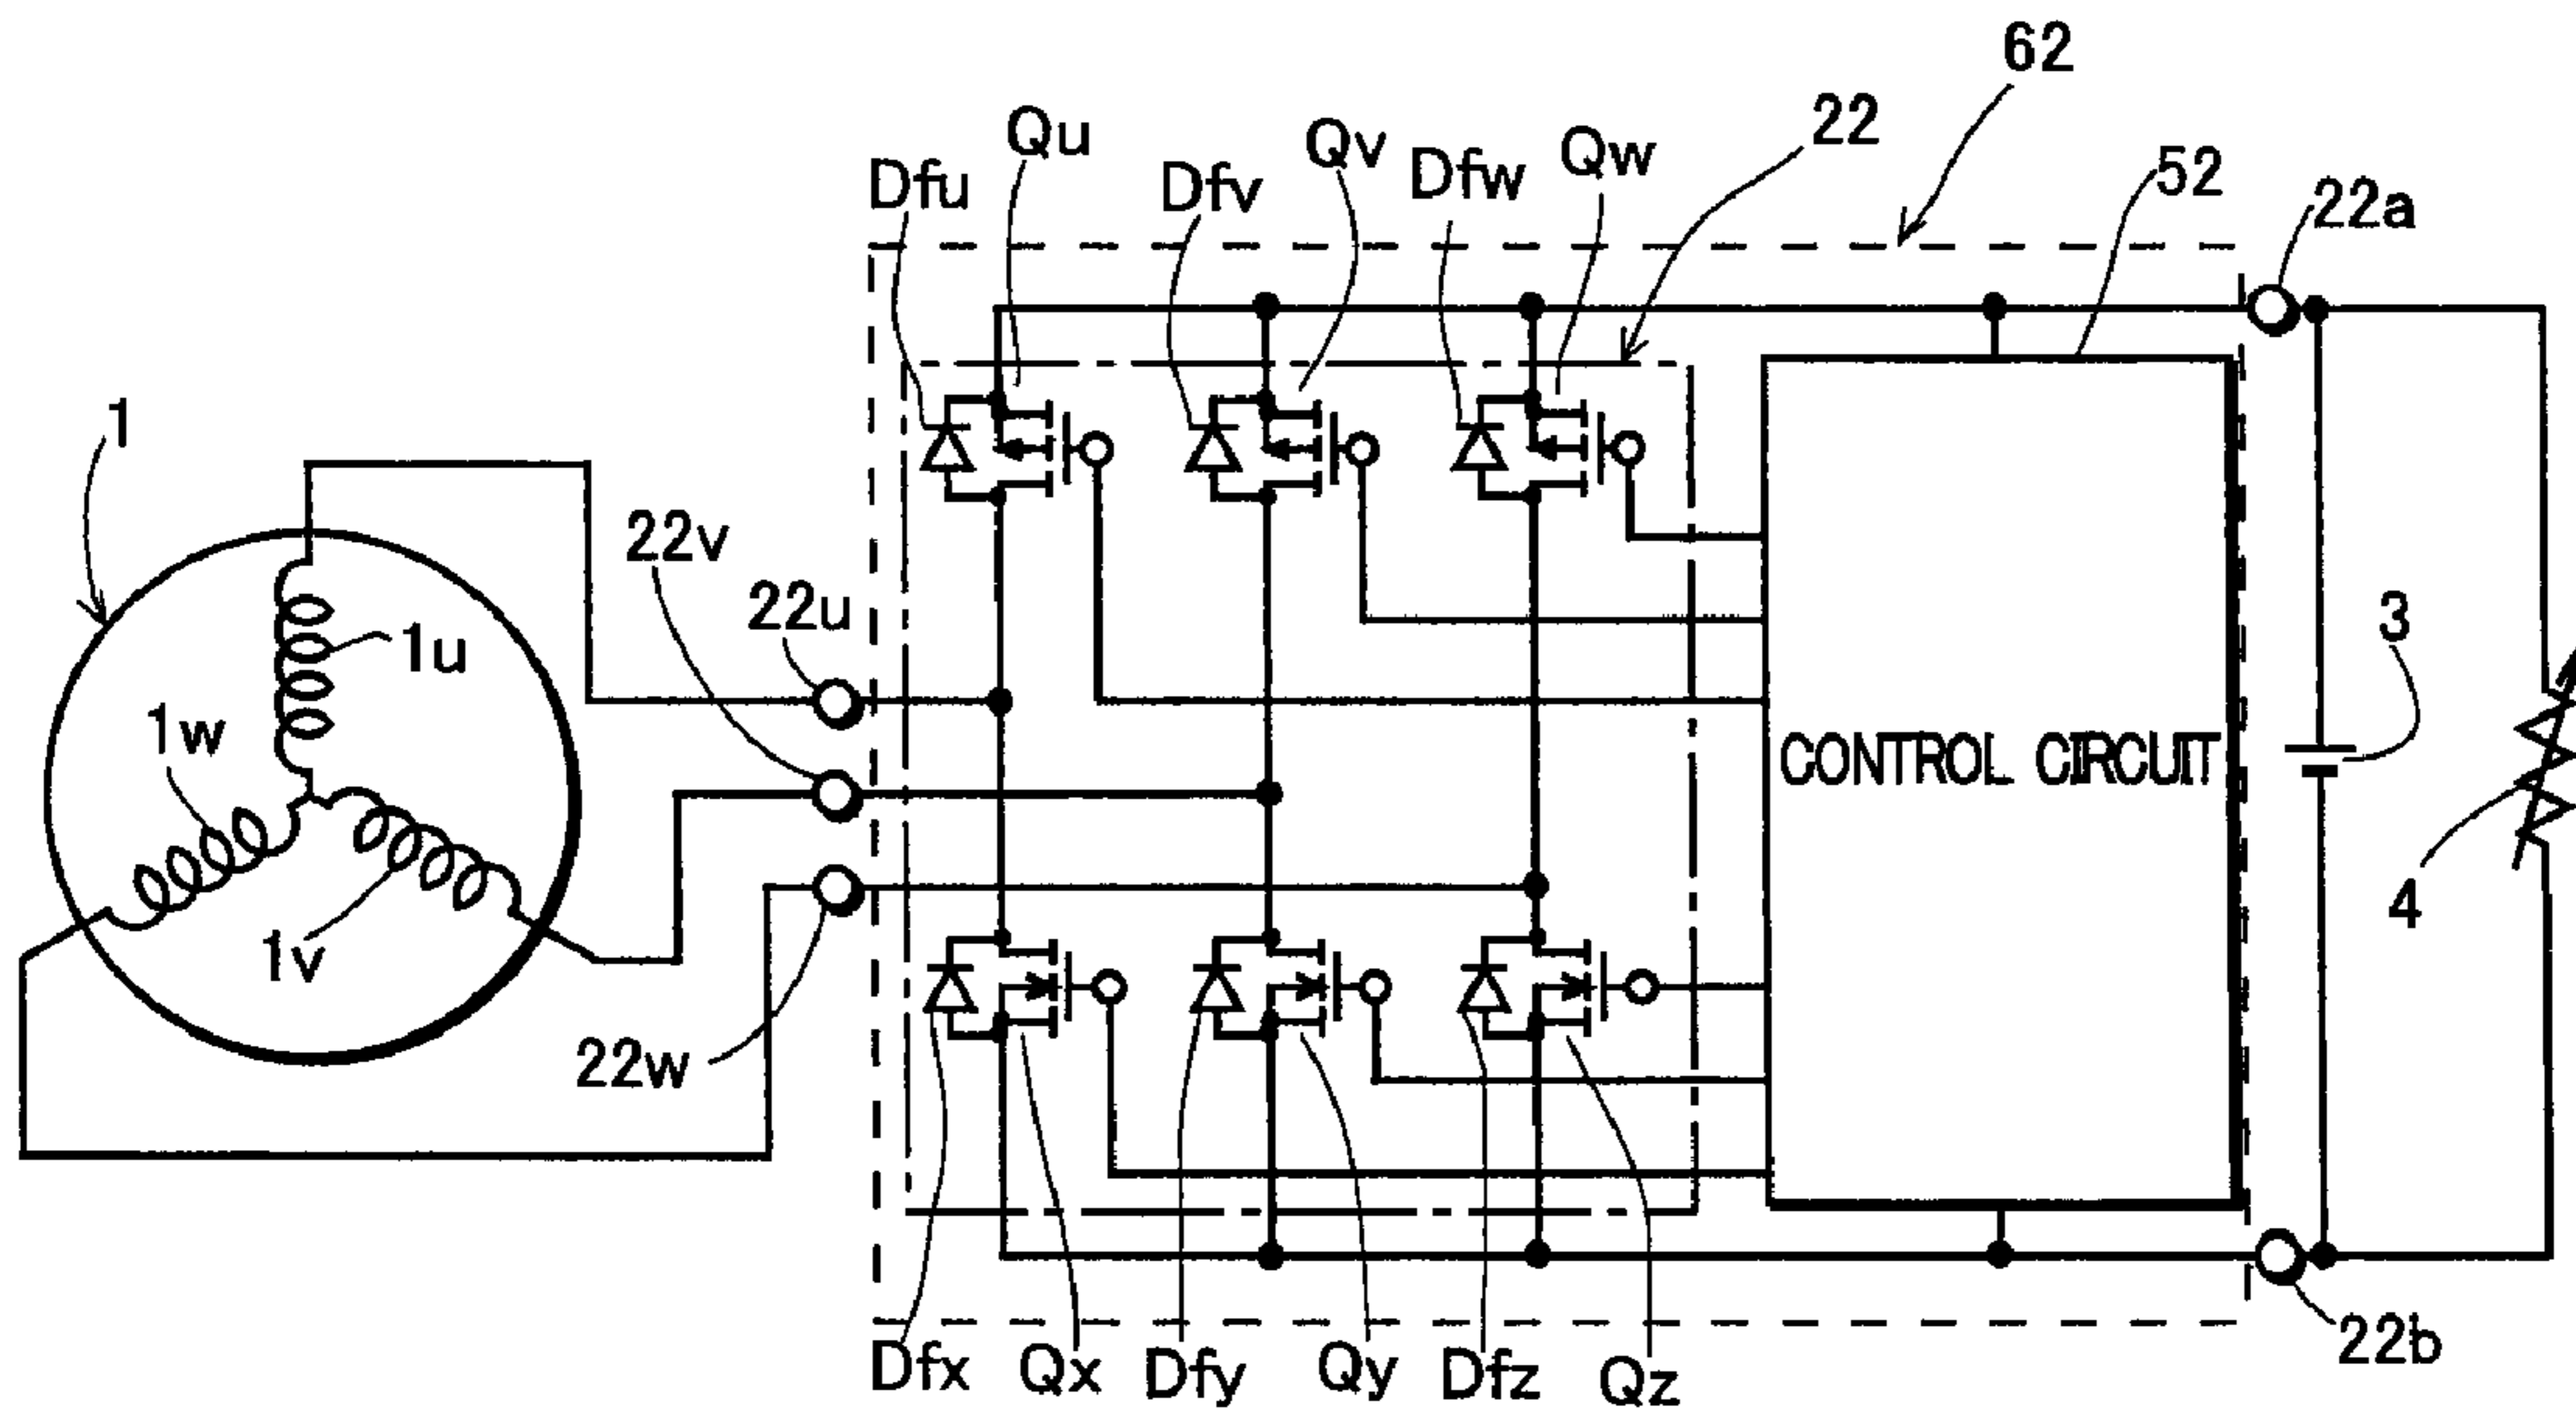 62
Qu
Qv
Qw
22
Dfu
Dfv
Dfw
52
22a
1
22v
22u
1u
1w
3
CONTROL CIRCUIT
4
1v
22w
Dfx
Qx
Dfy
Qy
Dfz
Qz
22b